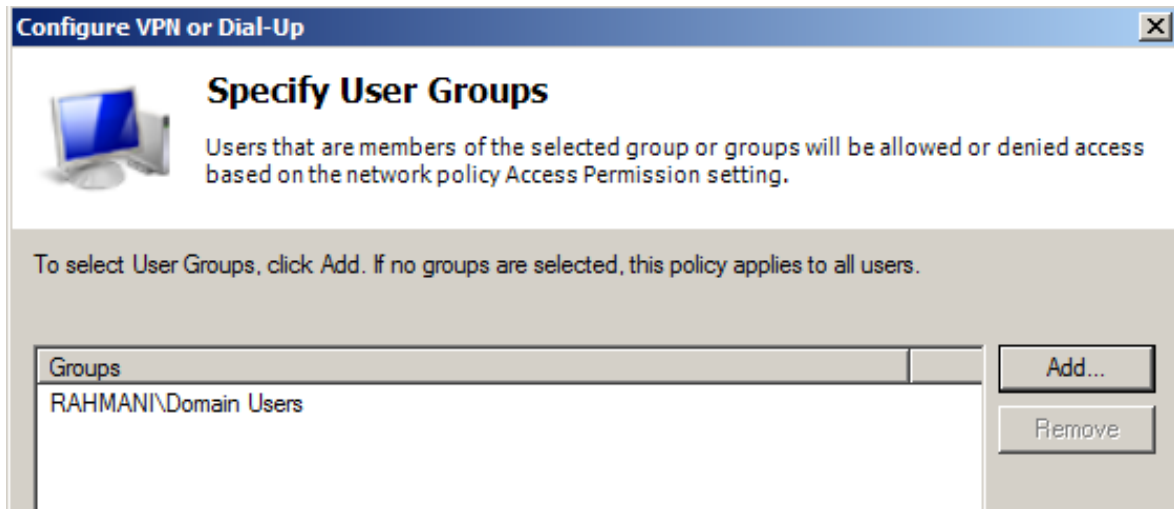 Configure VPN or Dial-Up
Specify User Groups
Users that are members of the selected group or groups will be allowed or denied access
based on the network policy Access Permission setting.
To select User Groups, click Add. If no groups are selected, this policy applies to all users.
Groups
Add...
RAHMANI\Domain Users
Remove